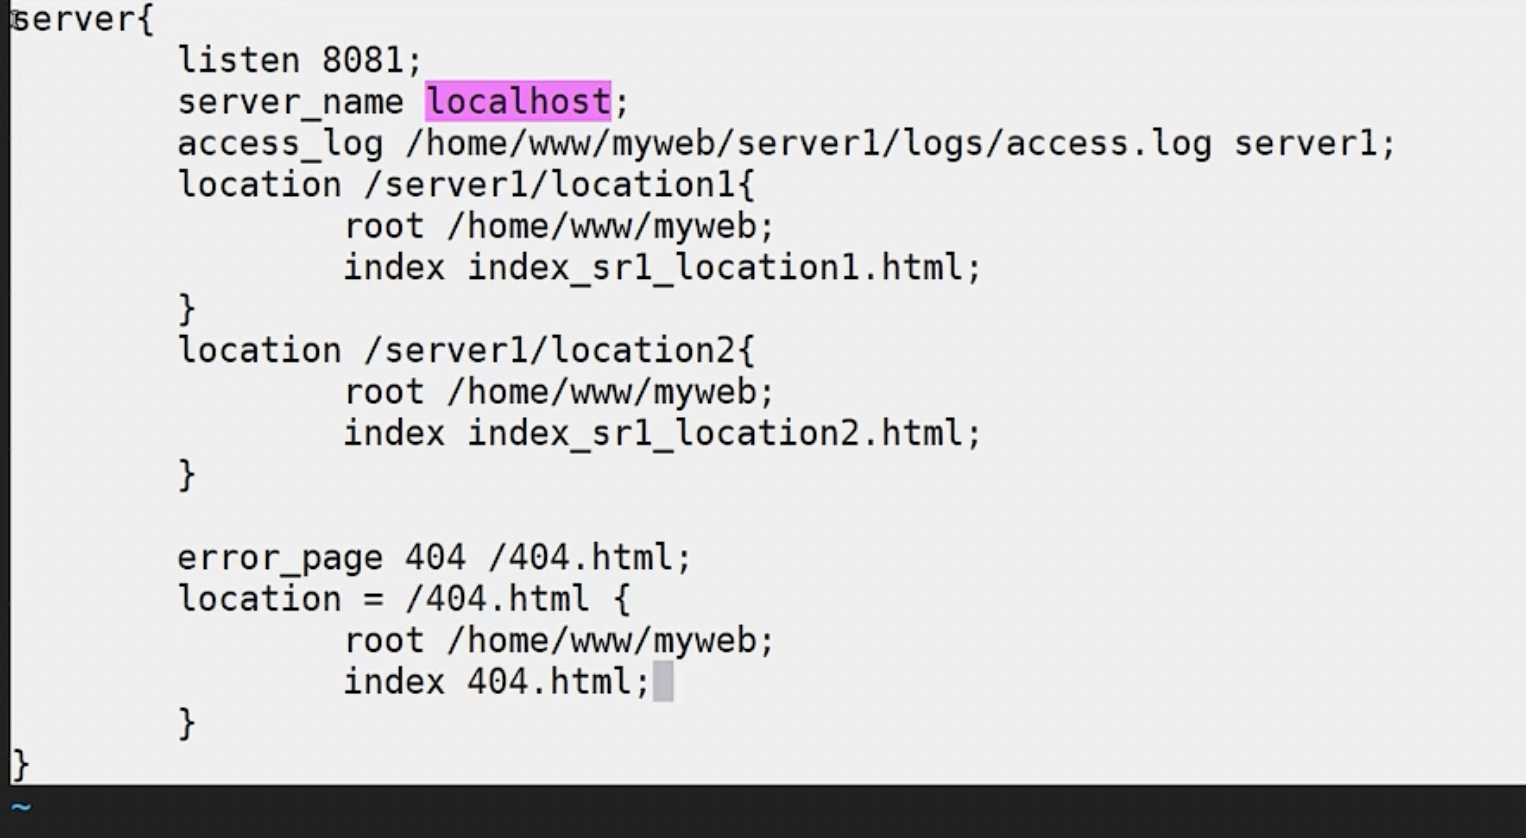 server{
        listen 8081;
        server_name localhost;
        access_log /home/www/myweb/server1/logs/access.log server1;
        location /server1/location1{
                root /home/www/myweb;
                index index_sr1_location1.html;
        }
        location /server1/location2{
                root /home/www/myweb;
                index index_sr1_location2.html;
        }

        error_page 404 /404.html;
        location = /404.html {
                root /home/www/myweb;
                index 404.html;
        }
}
~